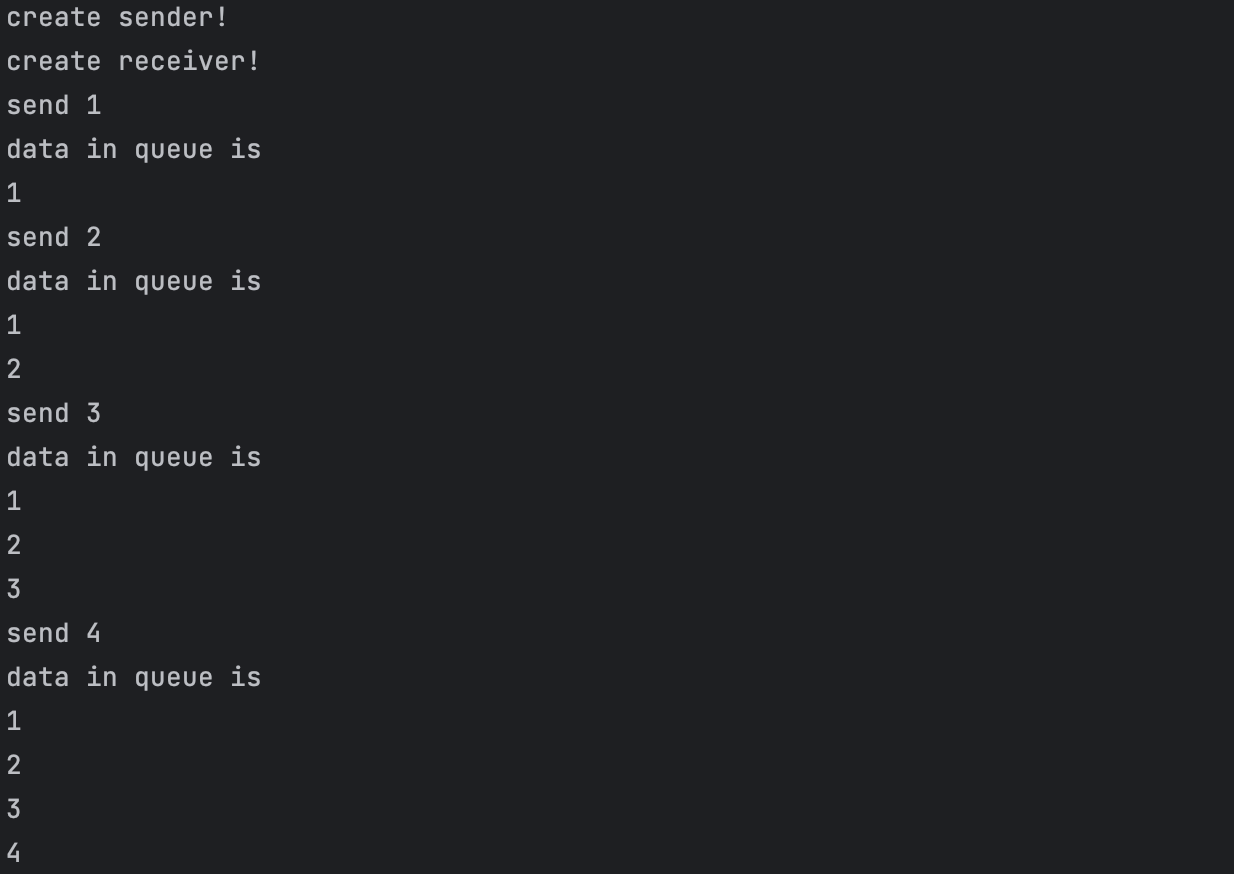 create sender!
create receiver!
send 1
data in queue is
1
send 2
data in queue is
1
2
send 3
data in queue is
1
2
3
send 4
data in queue is
1
2
3
4